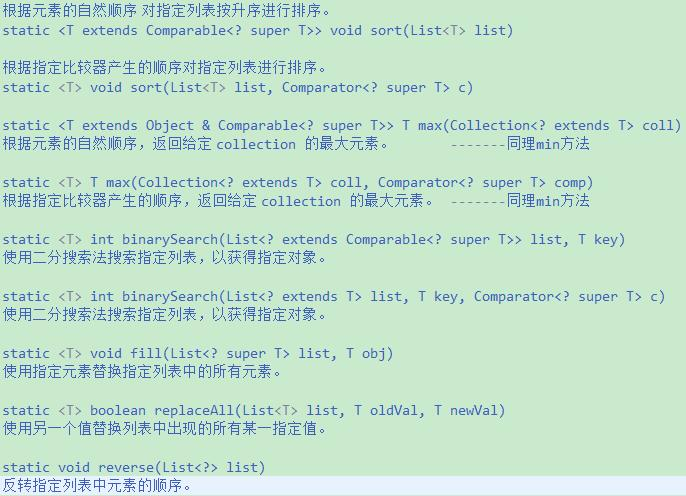 根据元素的自然顺序 对指定列表按升序进行排序。
static <T extends Comparable<? super T>> void sort(List<T> list)
根据指定比较器产生的顺序对指定列表进行排序。
static <T> void sort(List<T> list, Comparator<? super T> c)
static <T extends Object & Comparable<? super T>> T max(Collection<? extends T> coll)
根据元素的自然顺序，返回给定 collection 的最大元素。 -------同理min方法
static <T> T max(Collection<? extends T> coll, Comparator<? super T> comp)
根据指定比较器产生的顺序，返回给定 collection 的最大元素。 -------同理min方法
static <T> int binarySearch(List<? extends Comparable<? super T>> list, T key)
使用二分搜索法搜索指定列表，以获得指定对象。
static <T> int binarySearch(List<? extends T> list, T key, Comparator<? super T> c)
使用二分搜索法搜索指定列表，以获得指定对象。
static <T> void fill(List<? super T> list, T obj)
使用指定元素替换指定列表中的所有元素。
static <T> boolean replaceAll(List<T> list, T oldVal, T newVal)
使用另一个值替换列表中出现的所有某一指定值。
static void reverse(List<?> list)
反转指定列表中元素的顺序。